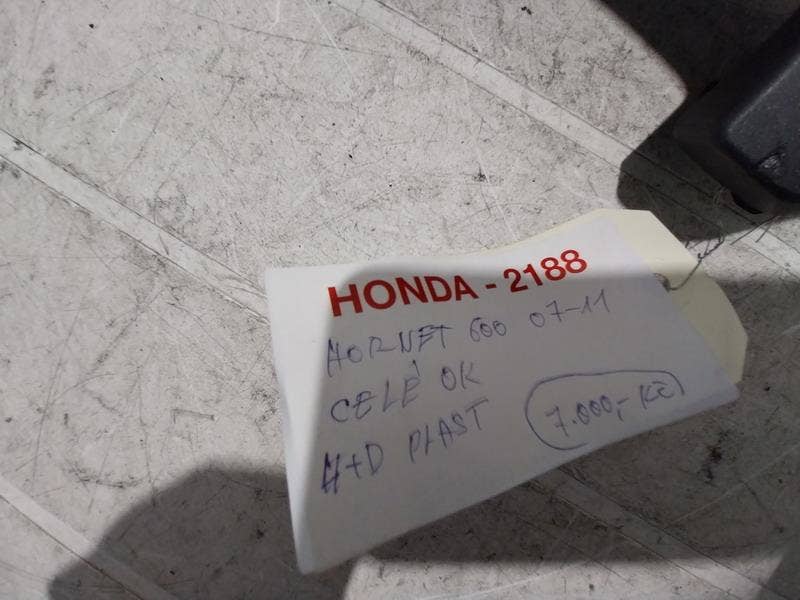 HONDA - 2188
HORNET 600 07-11
CELÉ OK
H+D PLAST
7.000,- KČ